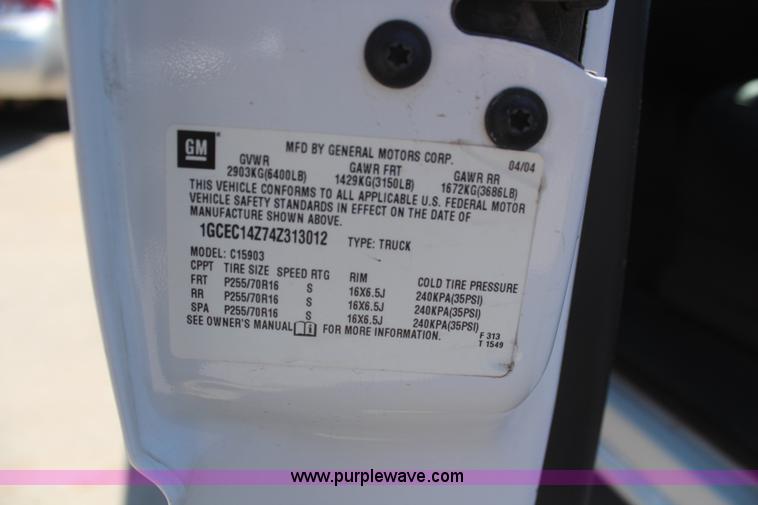 GM
MFD BY GENERAL MOTORS CORP. 04/04
GVWR GAWR FRT GAWR RR
2903KG(6400LB) 1429KG(3150LB) 1672KG(3686LB)
THIS VEHICLE CONFORMS TO ALL APPLICABLE U.S. FEDERAL MOTOR
VEHICLE SAFETY STANDARDS IN EFFECT ON THE DATE OF
MANUFACTURE SHOWN ABOVE.
1GCEC14Z74Z313012 TYPE: TRUCK
MODEL: C15903
CPPT TIRE SIZE SPEED RTG RIM COLD TIRE PRESSURE
FRT P255/70R16 S 16X6.5J 240KPA(35PSI)
RR P255/70R16 S 16X6.5J 240KPA(35PSI)
SPA P255/70R16 S 16X6.5J 240KPA(35PSI)
SEE OWNER'S MANUAL FOR MORE INFORMATION.
F 313
T 1549
www.purplewave.com